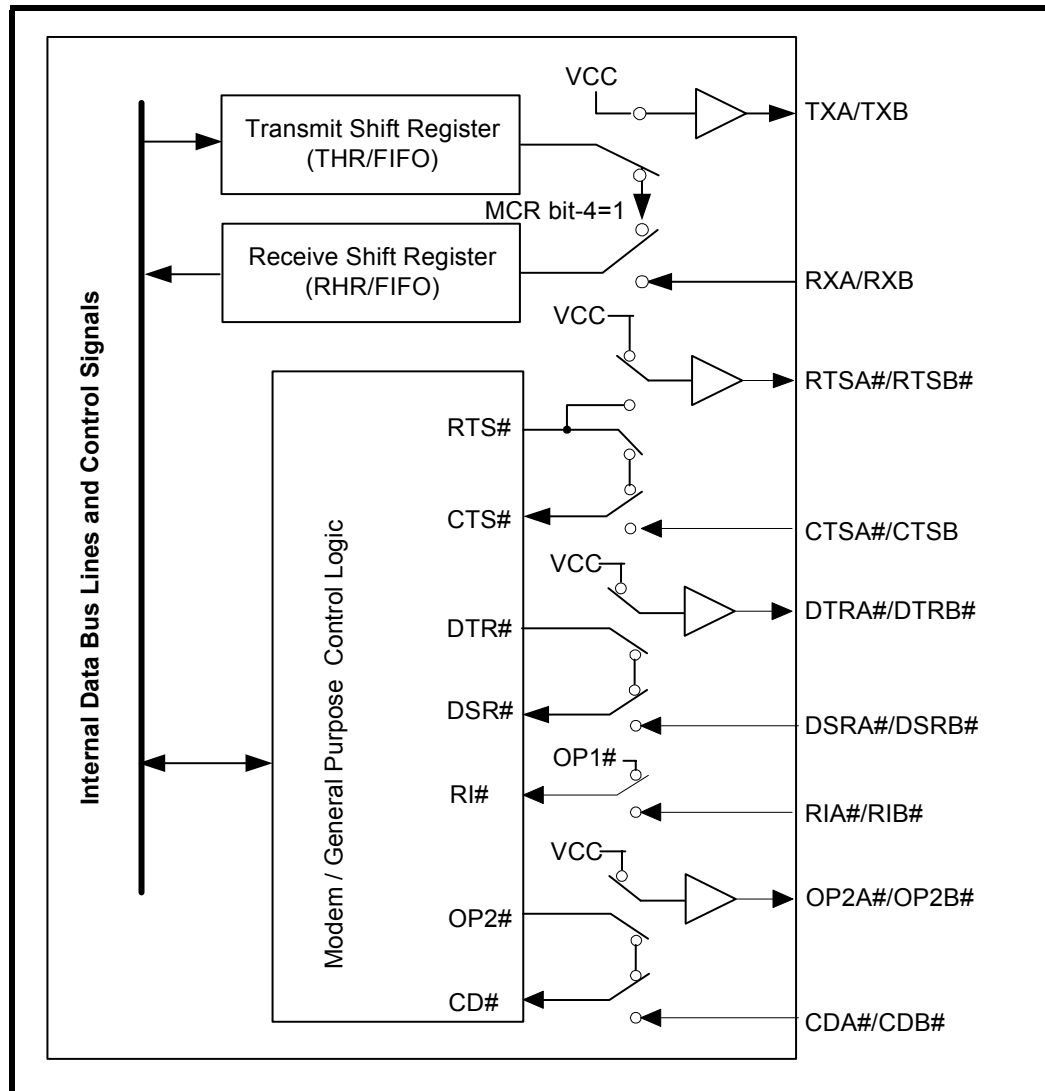 VCC
TXA/TXB
Transmit Shift Register
(THR/FIFO)
MCR bit-4=1
Receive Shift Register
(RHR/FIFO)
RXA/RXB
VCC
RTSA#/RTSB#
RTS#
CTS#
CTSA#/CTSB
VCC
DTRA#/DTRB#
DTR#
DSR#
DSRA#/DSRB#
OP1#
RI#
RIA#/RIB#
VCC
OP2A#/OP2B#
OP2#
CD#
CDA#/CDB#
Internal Data Bus Lines and Control Signals
Modem / General Purpose Control Logic